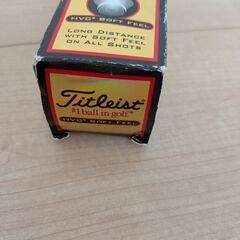 HVC® SOFT FEEL
LONG DISTANCE
WITH SOFT FEEL
ON ALL SHOTS
Titleist®
#1 ball in golf.®
HVC® SOFT FEEL